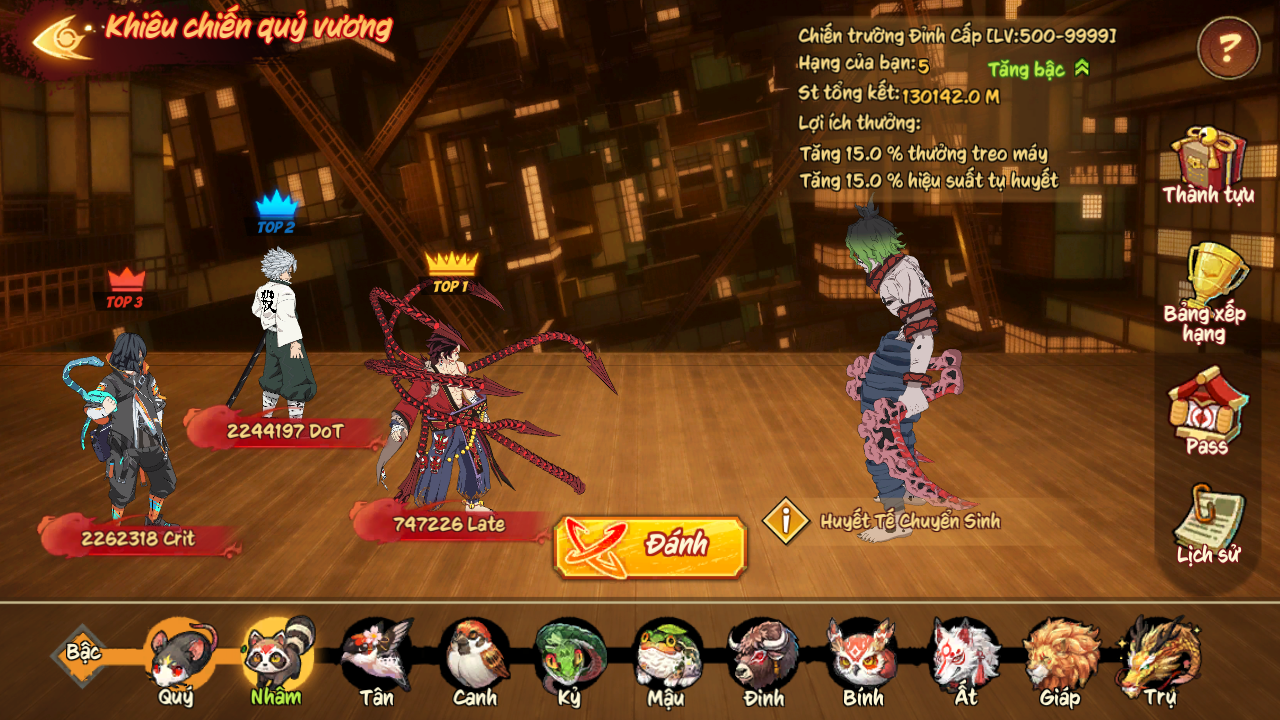 Khiêu chiến quỷ vương
Chiến trường Đỉnh Cấp [LV:500-9999]
Hạng của bạn:5
Tăng bậc
St tổng kết:130142.0 M
Lợi ích thưởng:
Tăng 15.0 % thưởng treo máy
Tăng 15.0 % hiệu suất tụ huyết
?
Thành tựu
Bảng xếp
hạng
Pass
Lịch sử
TOP 2
TOP 1
TOP 3
2244197 DoT
747226 Late
2262318 Crit
Đánh
Huyết Tế Chuyển Sinh
Bậc
Quý
Nhâm
Tân
Canh
Kỷ
Mậu
Đinh
Bính
Ất
Giáp
Trụ